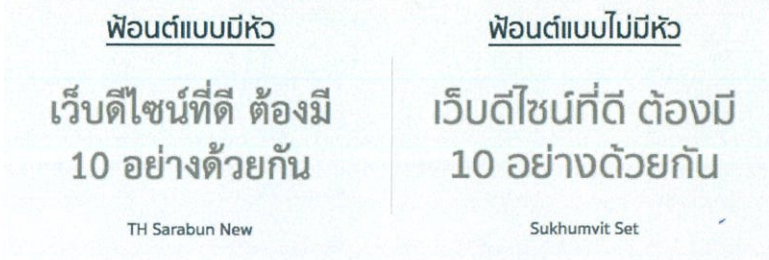 ฟ้อนต์แบบมีหัว
เว็บดีไซน์ที่ดี ต้องมี
10 อย่างด้วยกัน
TH Sarabun New
ฟ้อนต์แบบไม่มีหัว
เว็บดีไซน์ที่ดี ต้องมี
10 อย่างด้วยกัน
Sukhumvit Set